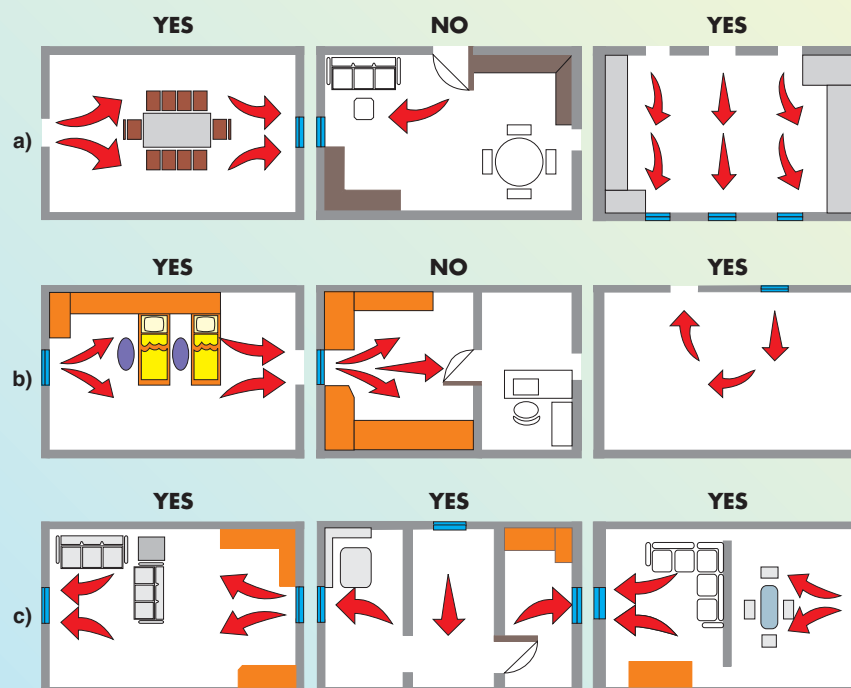 YES NO YES
a)
YES NO YES
b)
YES YES YES
c)